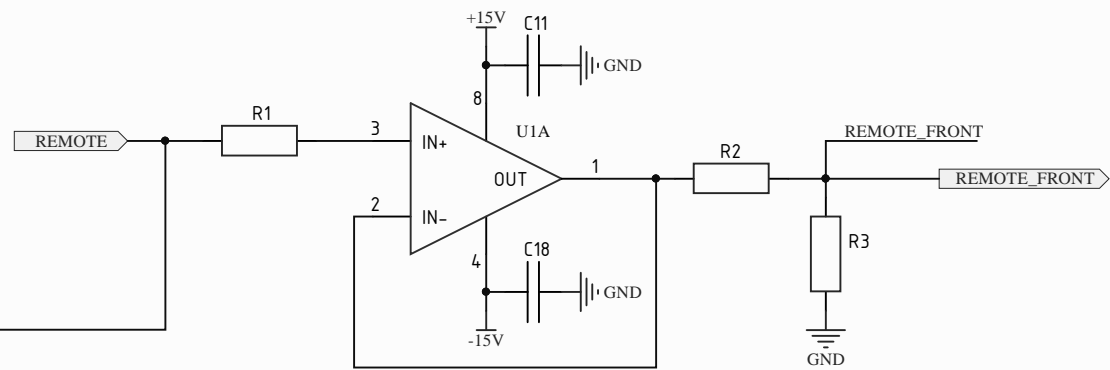 +15V
C11
GND
8
R1
REMOTE
3
IN+
U1A
REMOTE_FRONT
R2
1
OUT
REMOTE_FRONT
2
IN-
R3
C18
4
GND
-15V
GND